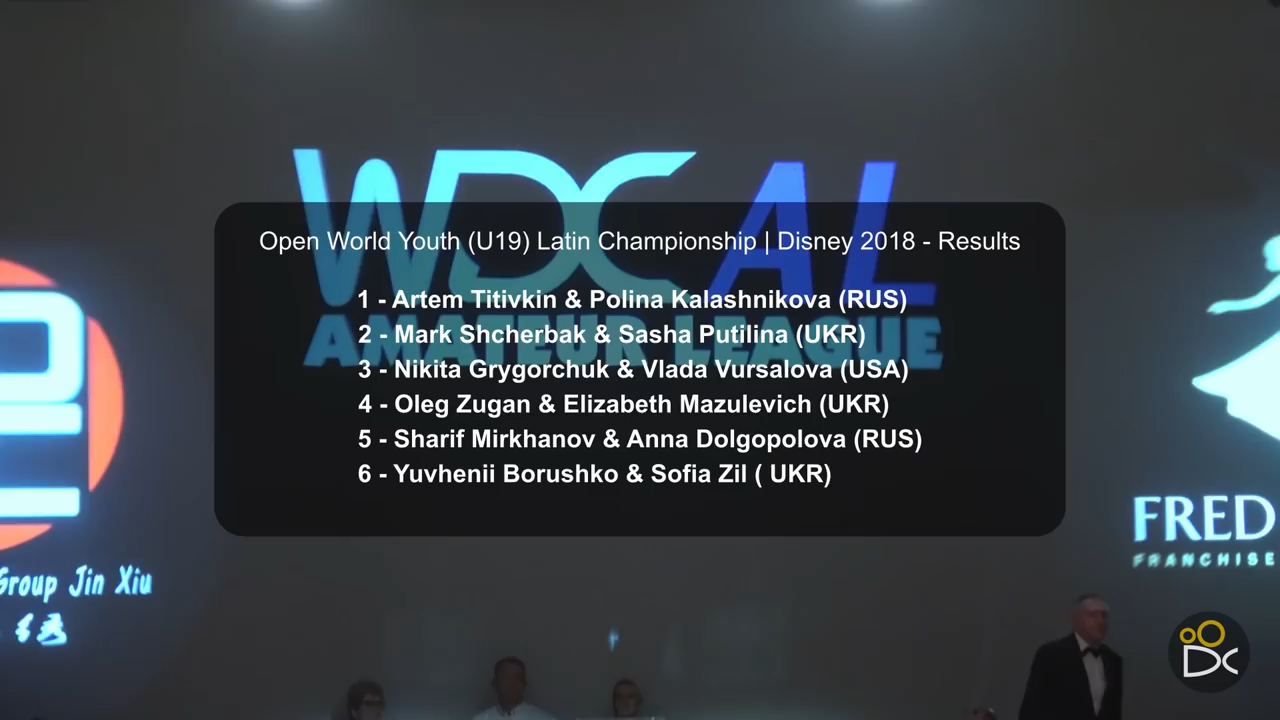 WDC AL
AMATEUR LEAGUE
Open World Youth (U19) Latin Championship | Disney 2018 - Results
1 - Artem Titivkin & Polina Kalashnikova (RUS)
2 - Mark Shcherbak & Sasha Putilina (UKR)
3 - Nikita Grygorchuk & Vlada Vursalova (USA)
4 - Oleg Zugan & Elizabeth Mazulevich (UKR)
5 - Sharif Mirkhanov & Anna Dolgopolova (RUS)
6 - Yuvhenii Borushko & Sofia Zil ( UKR)
Group Jin Xiu
FRED
FRANCHISE
DC